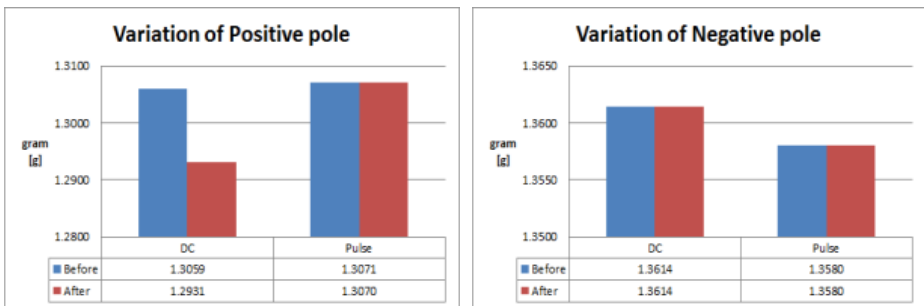 Variation of Positive pole
1.3100
1.3000
1.2900
1.2800
gram
[g]
DC Pulse
Before 1.3059 1.3071
After 1.2931 1.3070
Variation of Negative pole
1.3650
1.3600
1.3550
1.3500
gram
[g]
DC Pulse
Before 1.3614 1.3580
After 1.3614 1.3580